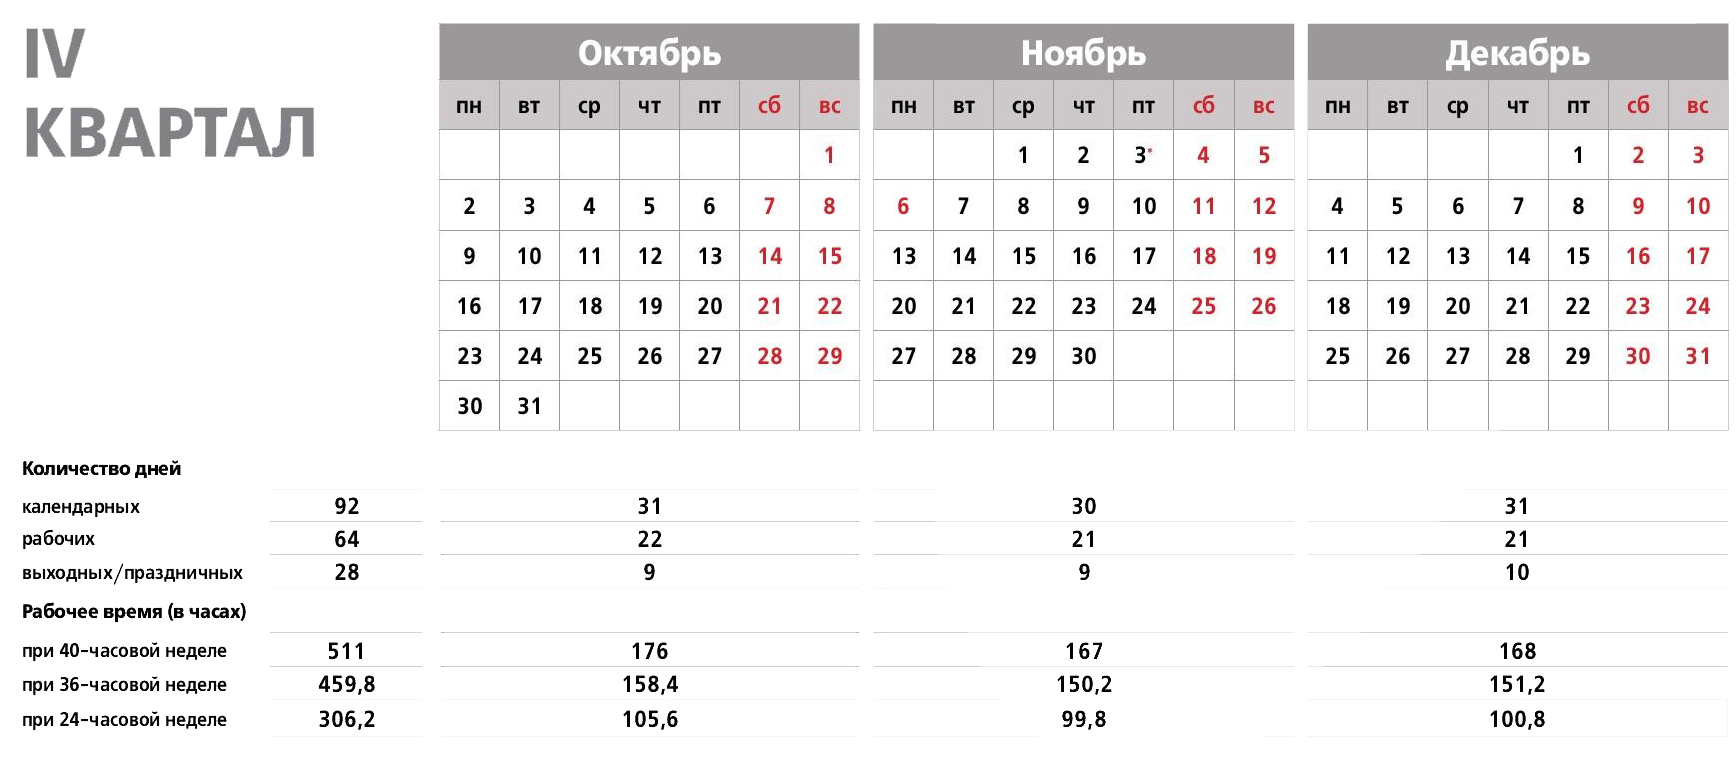 IV
КВАРТАЛ
Октябрь Ноябрь Декабрь
пн вт ср чт пт сб вс пн вт ср чт пт сб вс пн вт ср чт пт сб вс
1 1 2 3* 4 5 1 2 3
2 3 4 5 6 7 8 6 7 8 9 10 11 12 4 5 6 7 8 9 10
9 10 11 12 13 14 15 13 14 15 16 17 18 19 11 12 13 14 15 16 17
16 17 18 19 20 21 22 20 21 22 23 24 25 26 18 19 20 21 22 23 24
23 24 25 26 27 28 29 27 28 29 30 25 26 27 28 29 30 31
30 31
Количество дней
календарных 92 31 30 31
рабочих 64 22 21 21
выходных/праздничных 28 9 9 10
Рабочее время (в часах)
при 40-часовой неделе 511 176 167 168
при 36-часовой неделе 459,8 158,4 150,2 151,2
при 24-часовой неделе 306,2 105,6 99,8 100,8